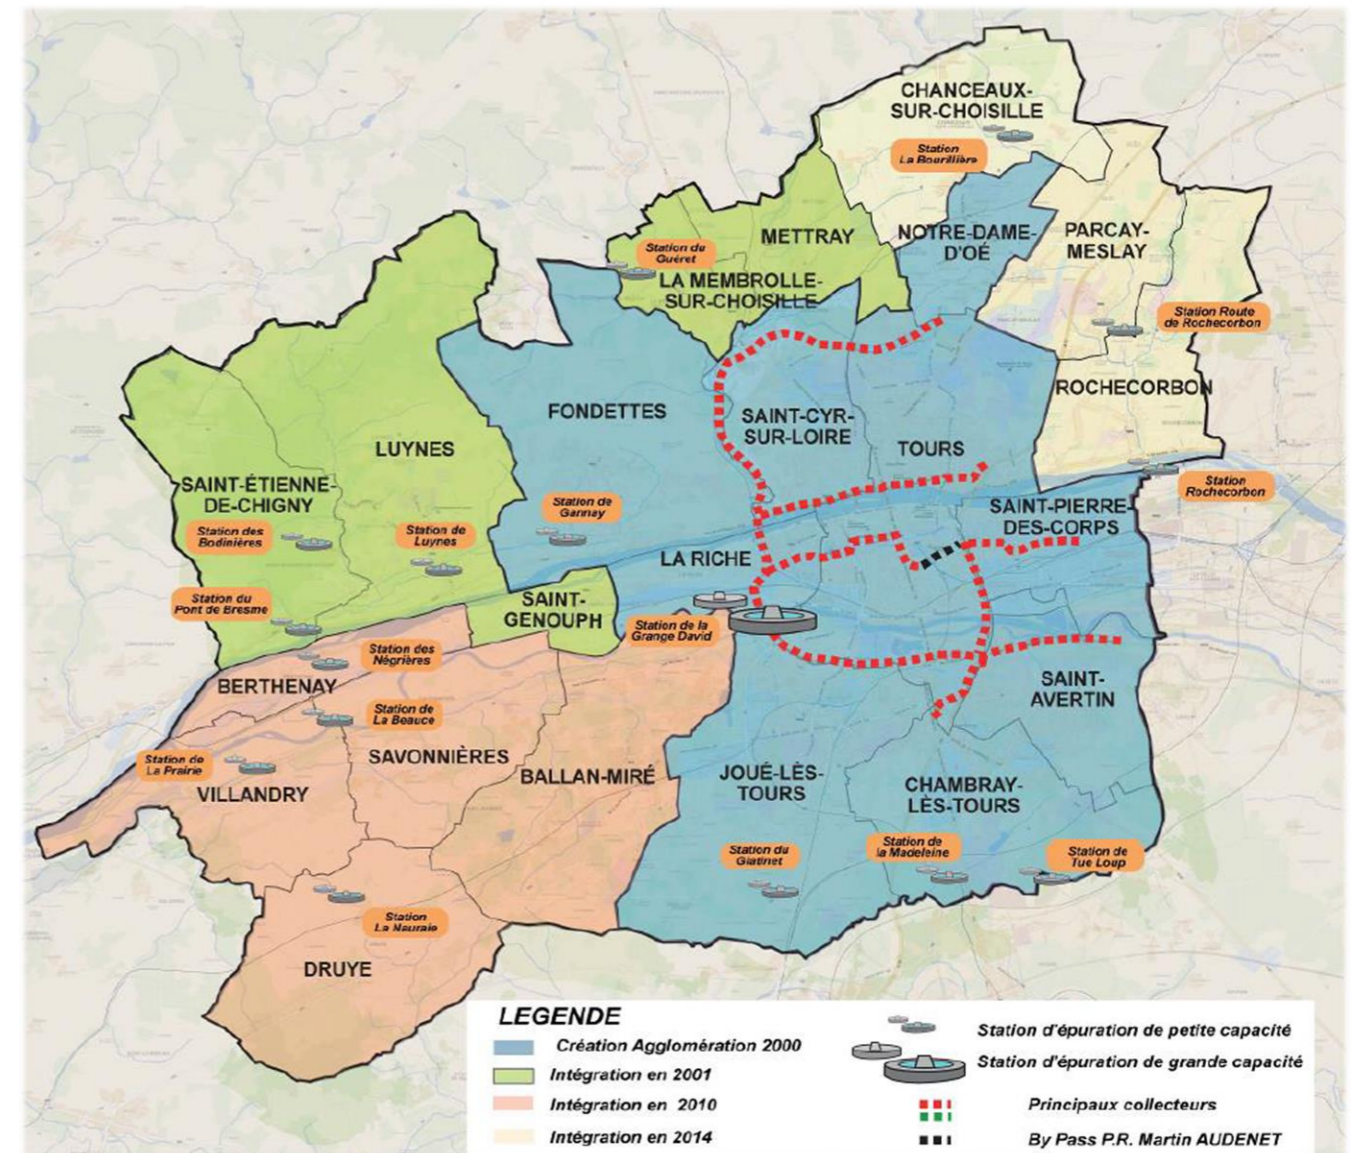 CHANCEAUX-
SUR-CHOISILLE
Station
La Bourillière
NOTRE-DAME-
D'OÉ
PARCAY-
MESLAY
METTRAY
Station du
Guéret
LA MEMBROLLE-
SUR-CHOISILLE
Station Route
de Rochecorbon
ROCHECORBON
Station
Rochecorbon
FONDETTES
SAINT-CYR-
SUR-LOIRE
TOURS
LUYNES
SAINT-ÉTIENNE-
DE-CHIGNY
Station des
Bodinières
Station de
Luynes
Station de
Gannay
SAINT-PIERRE-
DES-CORPS
LA RICHE
Station du
Pont de Bresme
SAINT-
GENOUPH
Station de la
Grange David
Station des
Négrières
BERTHENAY
Station de
La Beauce
SAINT-
AVERTIN
Station de
La Prairie
VILLANDRY
SAVONNIÈRES
BALLAN-MIRÉ
JOUÉ-LÈS-
TOURS
CHAMBRAY-
LÈS-TOURS
Station du
Station de
la Madeleine
Station de
Tue Loup
Station
DRUYE
LEGENDE
Création Agglomération 2000
Intégration en 2001
Intégration en 2010
Intégration en 2014
Station d'épuration de petite capacité
Station d'épuration de grande capacité
Principaux collecteurs
By Pass P.R. Martin AUDENET